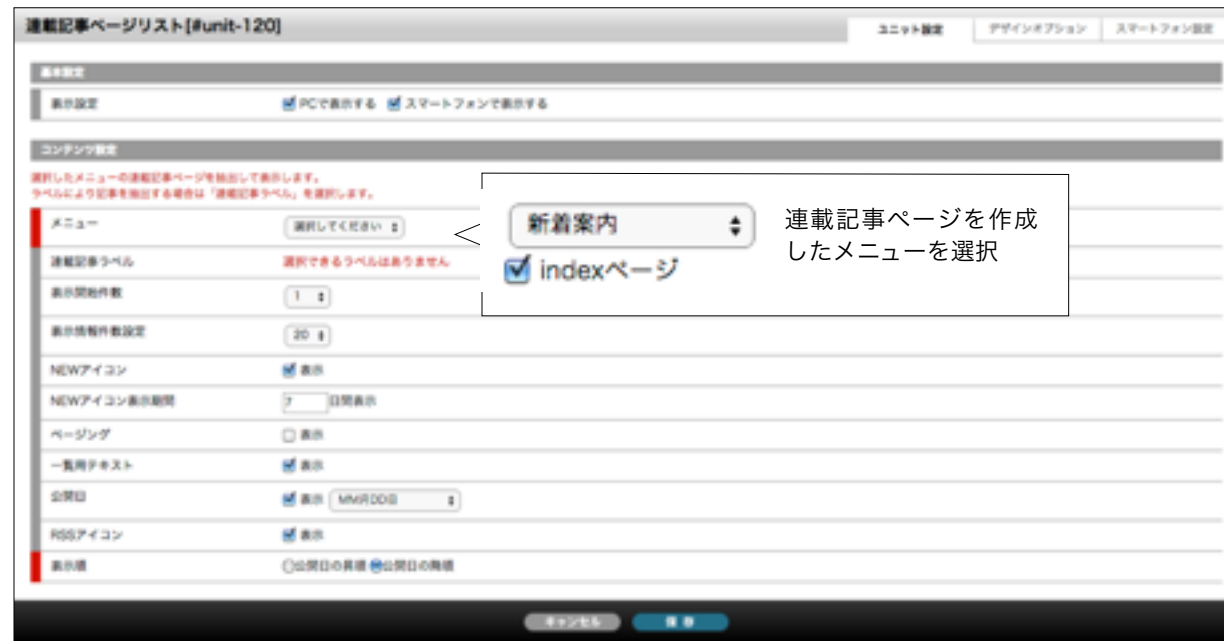 連載記事ページリスト[#unit-120]
ユニット設定 デザインオプション スマートフォン設定
基本設定
表示設定 PCで表示する スマートフォンで表示する
コンテンツ設定
選択したメニューの連載記事ページを抽出して表示します。
ラベルにより記事を抽出する場合は「連載記事ラベル」を選択します。
メニュー 選択してください
新着案内
indexページ
連載記事ページを作成
したメニューを選択
連載記事ラベル 選択できるラベルはありません
表示開始件数 1
表示情報件数設定 20
NEWアイコン 表示
NEWアイコン表示期間 7 日間表示
ページング 表示
一覧用テキスト 表示
公開日 表示 MM月DD日
RSSアイコン 表示
表示順 公開日の昇順 公開日の降順
キャンセル 保存